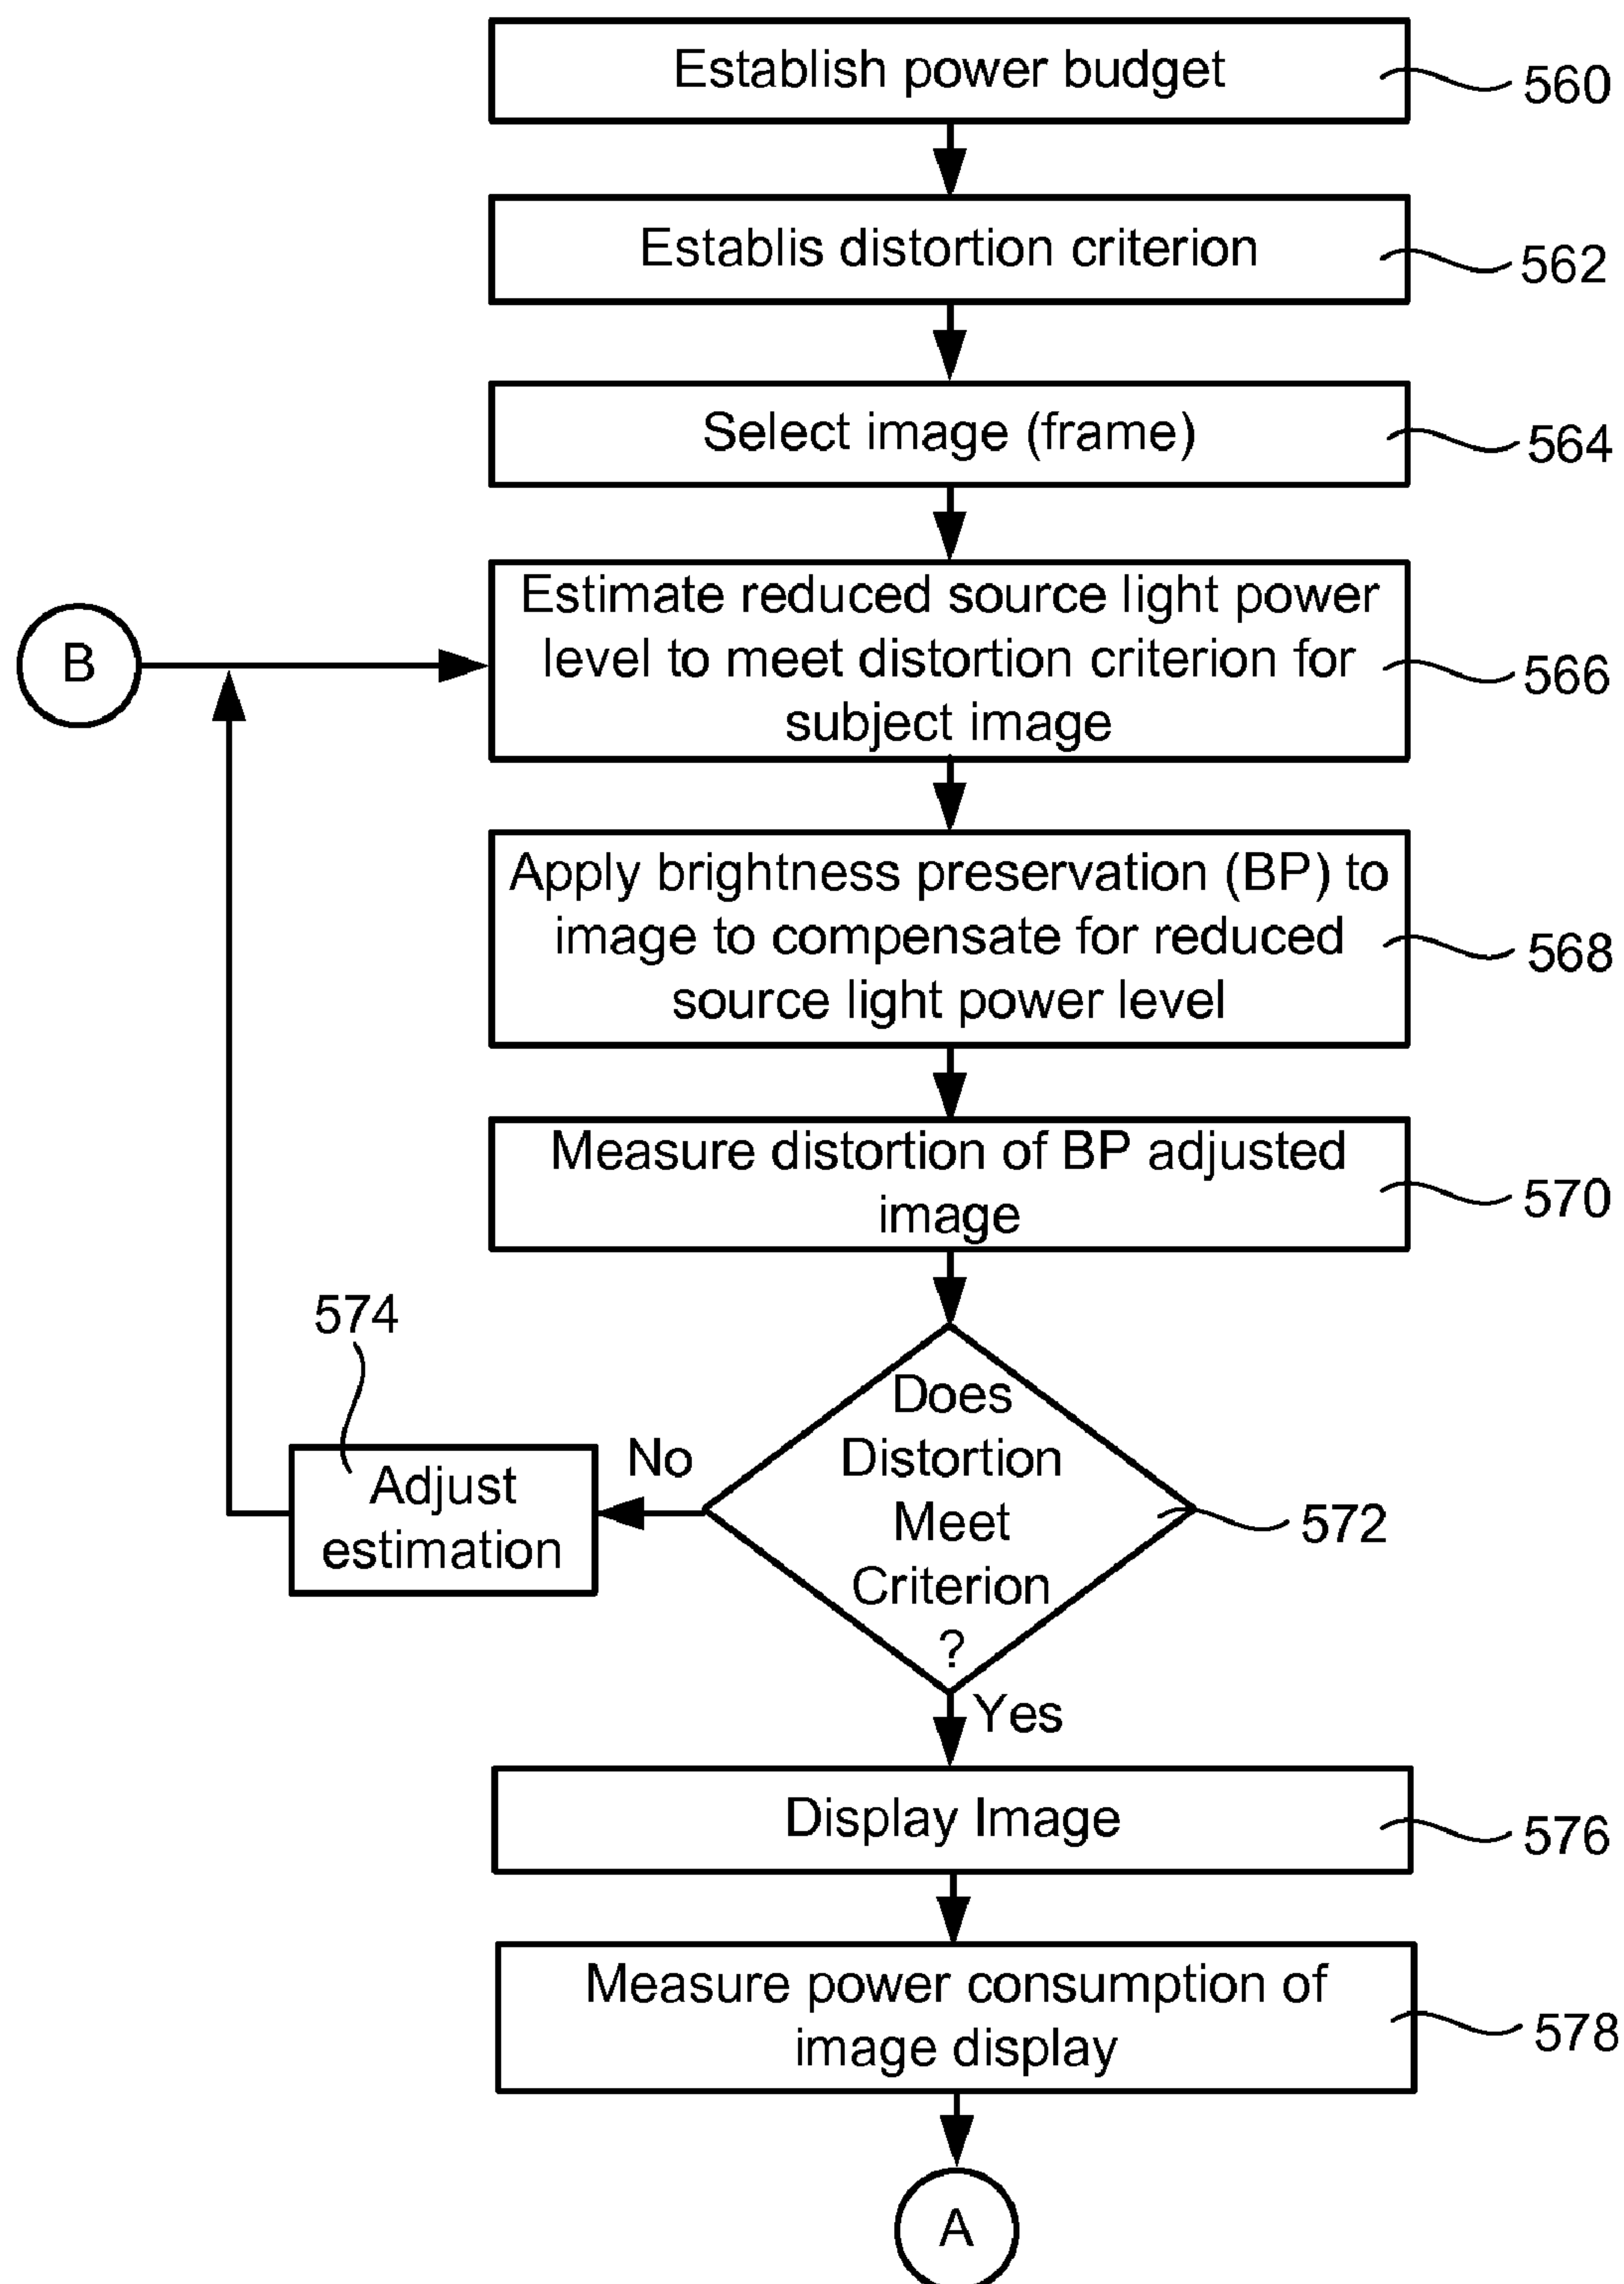 Establish power budget
560
Establis distortion criterion
562
Select image (frame)
564
Estimate reduced source light power
level to meet distortion criterion for
subject image
566
B
Apply brightness preservation (BP) to
image to compensate for reduced
source light power level
568
Measure distortion of BP adjusted
image
570
574
Adjust
estimation
No
Does
Distortion
Meet
Criterion
?
572
Yes
Display Image
576
Measure power consumption of
image display
578
A